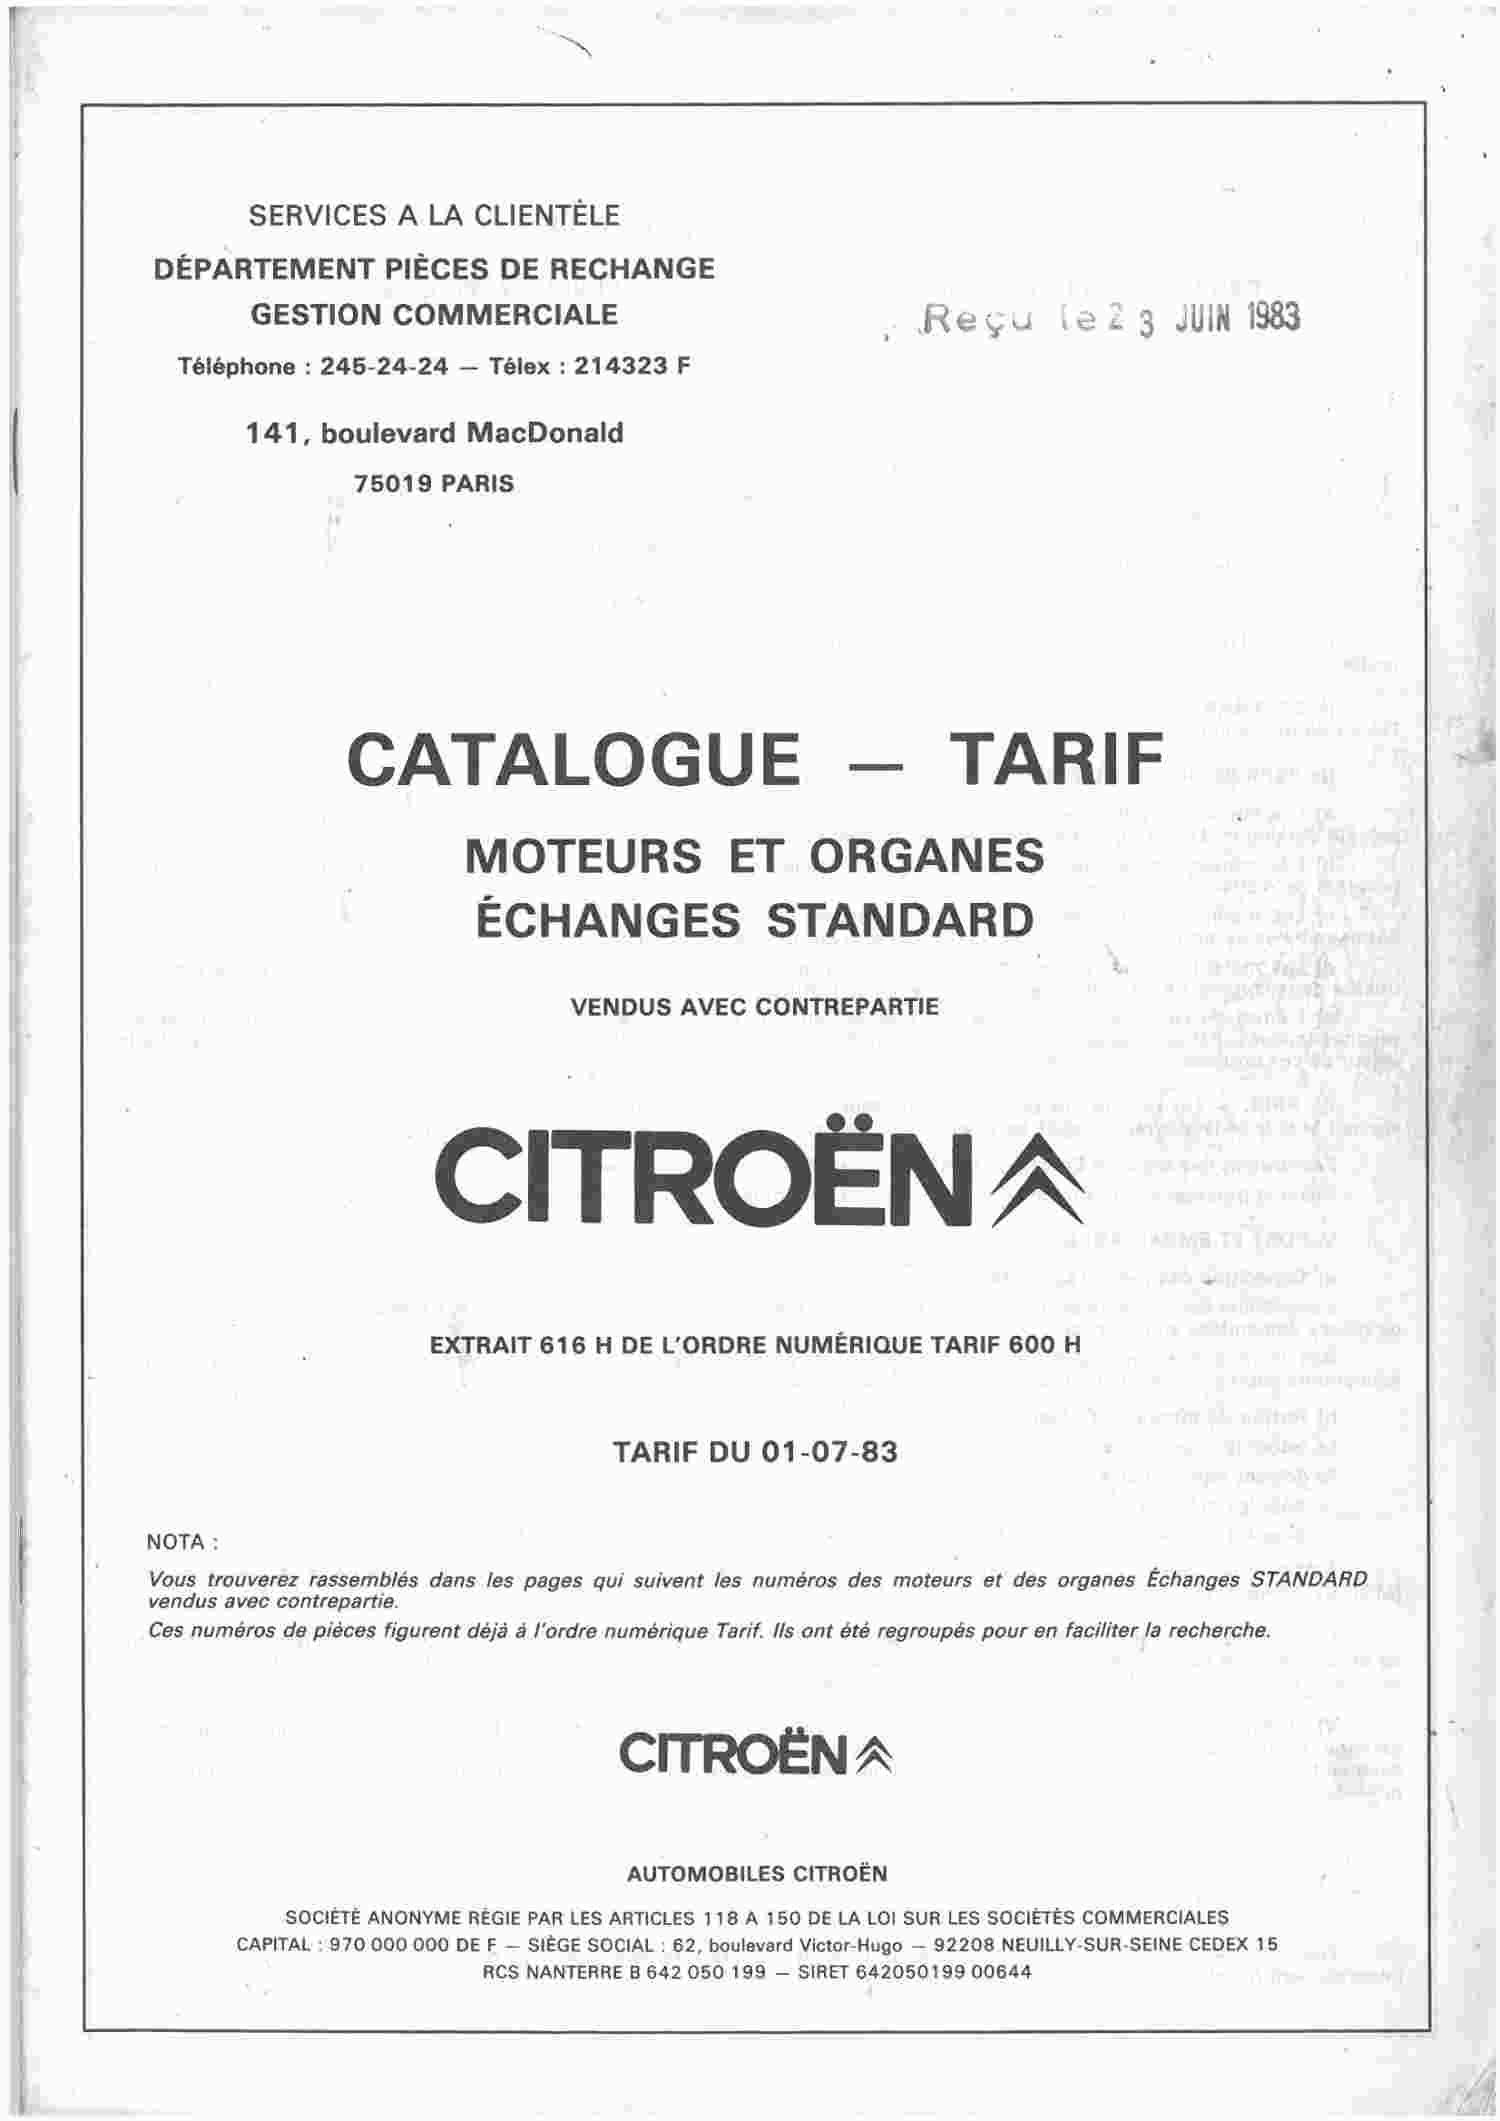 SERVICES A LA CLIENTÈLE
DÉPARTEMENT PIÈCES DE RECHANGE
GESTION COMMERCIALE
Téléphone : 245-24-24 — Télex : 214323 F
141, boulevard MacDonald
75019 PARIS
Reçu le 23 JUIN 1983
CATALOGUE — TARIF
MOTEURS ET ORGANES
ÉCHANGES STANDARD
VENDUS AVEC CONTREPARTIE
CITROËN
EXTRAIT 616 H DE L'ORDRE NUMÉRIQUE TARIF 600 H
TARIF DU 01-07-83
NOTA :
Vous trouverez rassemblés dans les pages qui suivent les numéros des moteurs et des organes Échanges STANDARD
vendus avec contrepartie.
Ces numéros de pièces figurent déjà à l'ordre numérique Tarif. Ils ont été regroupés pour en faciliter la recherche.
CITROËN
AUTOMOBILES CITROËN
SOCIÉTÉ ANONYME RÉGIE PAR LES ARTICLES 118 A 150 DE LA LOI SUR LES SOCIÉTÉS COMMERCIALES
CAPITAL : 970 000 000 DE F — SIÈGE SOCIAL : 62, boulevard Victor-Hugo — 92208 NEUILLY-SUR-SEINE CEDEX 15
RCS NANTERRE B 642 050 199 — SIRET 642050199 00644